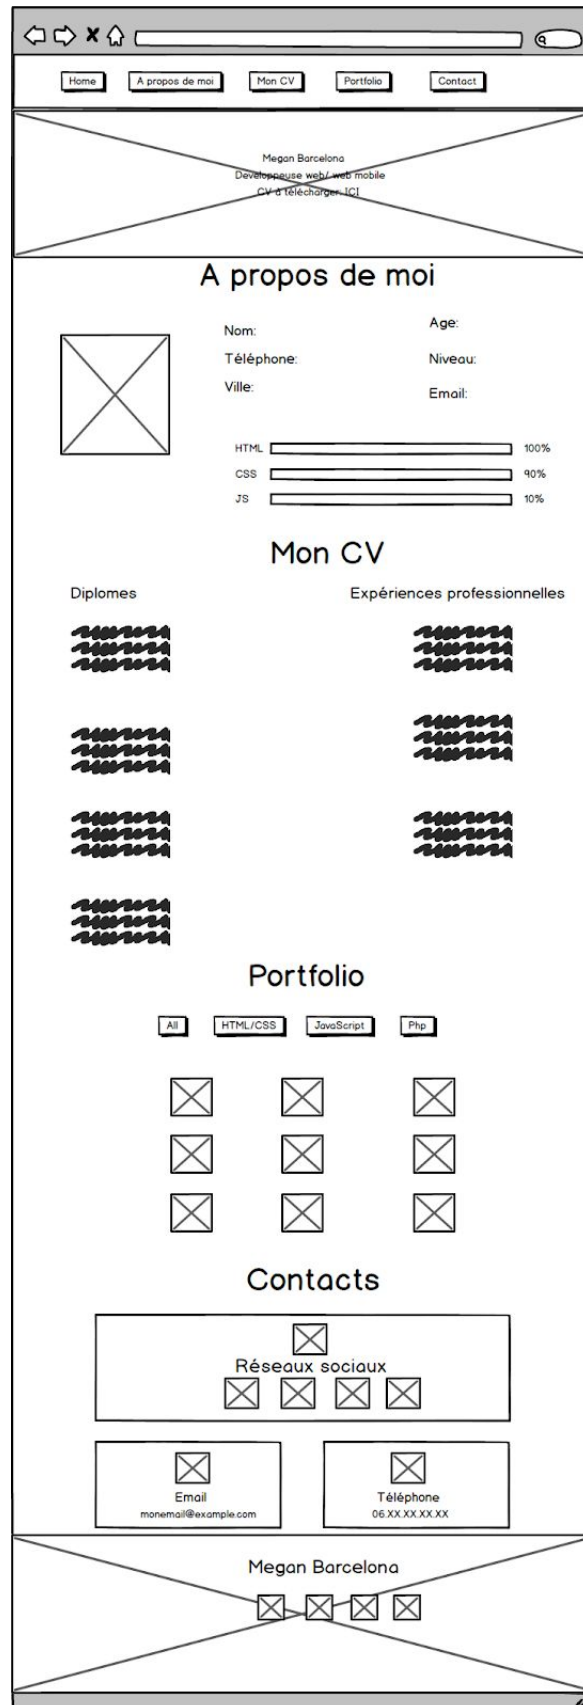 Home A propos de moi Mon CV Portfolio Contact
Megan Barcelona
Developpeuse web/ web mobile
CV à télécharger: ICI
A propos de moi
Nom: Age:
Téléphone: Niveau:
Ville: Email:
HTML 100%
CSS 90%
JS 10%
Mon CV
Diplomes Expériences professionnelles
Portfolio
All HTML/CSS JavaScript Php
Contacts
Réseaux sociaux
Email Téléphone
monemail@example.com 06.XX.XX.XX.XX
Megan Barcelona